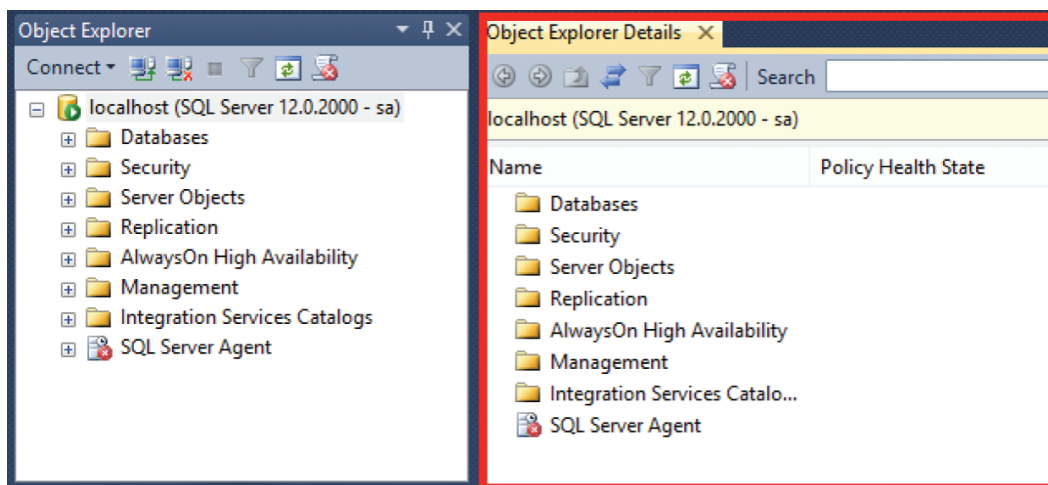 Object Explorer
Connect
localhost (SQL Server 12.0.2000 - sa)
Databases
Security
Server Objects
Replication
AlwaysOn High Availability
Management
Integration Services Catalogs
SQL Server Agent
Object Explorer Details
Search
localhost (SQL Server 12.0.2000 - sa)
Name Policy Health State
Databases
Security
Server Objects
Replication
AlwaysOn High Availability
Management
Integration Services Catalo...
SQL Server Agent